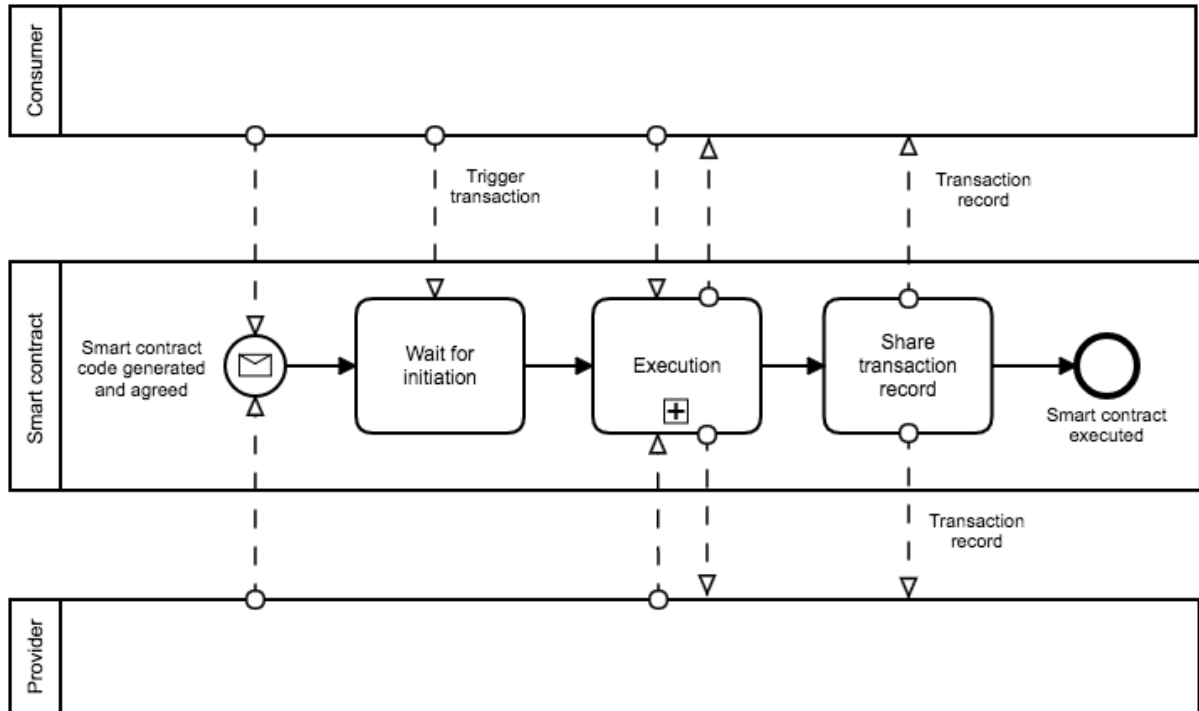 Consumer
Trigger
transaction
Transaction
record
Smart contract
Smart contract
code generated
and agreed
Wait for
initiation
Execution
Share
transaction
record
Smart contract
executed
Transaction
record
Provider